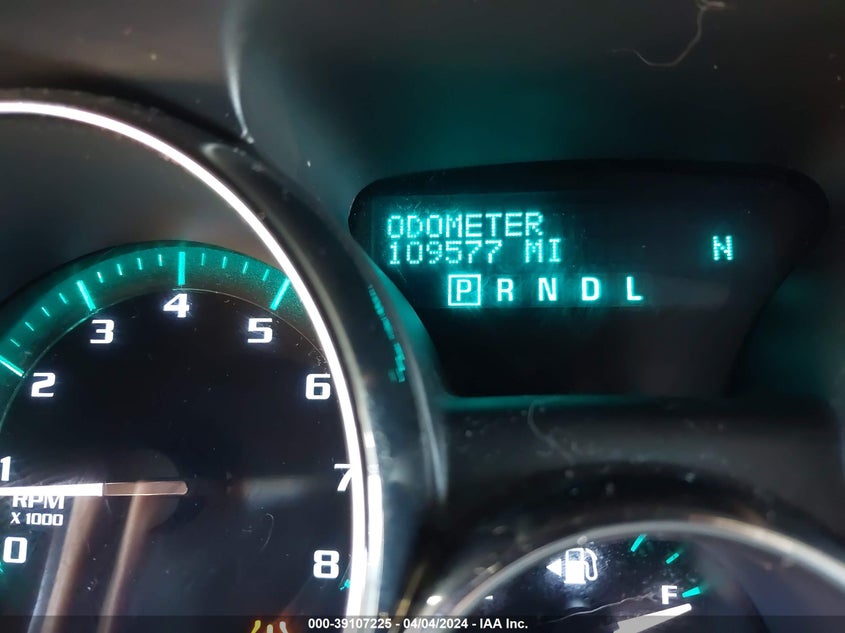 ODOMETER
109577 MI N
P R N D L
4
3 5
2 6
1 7
RPM
X 1000
0 8
F
000-39107225 - 04/04/2024 - IAA Inc.